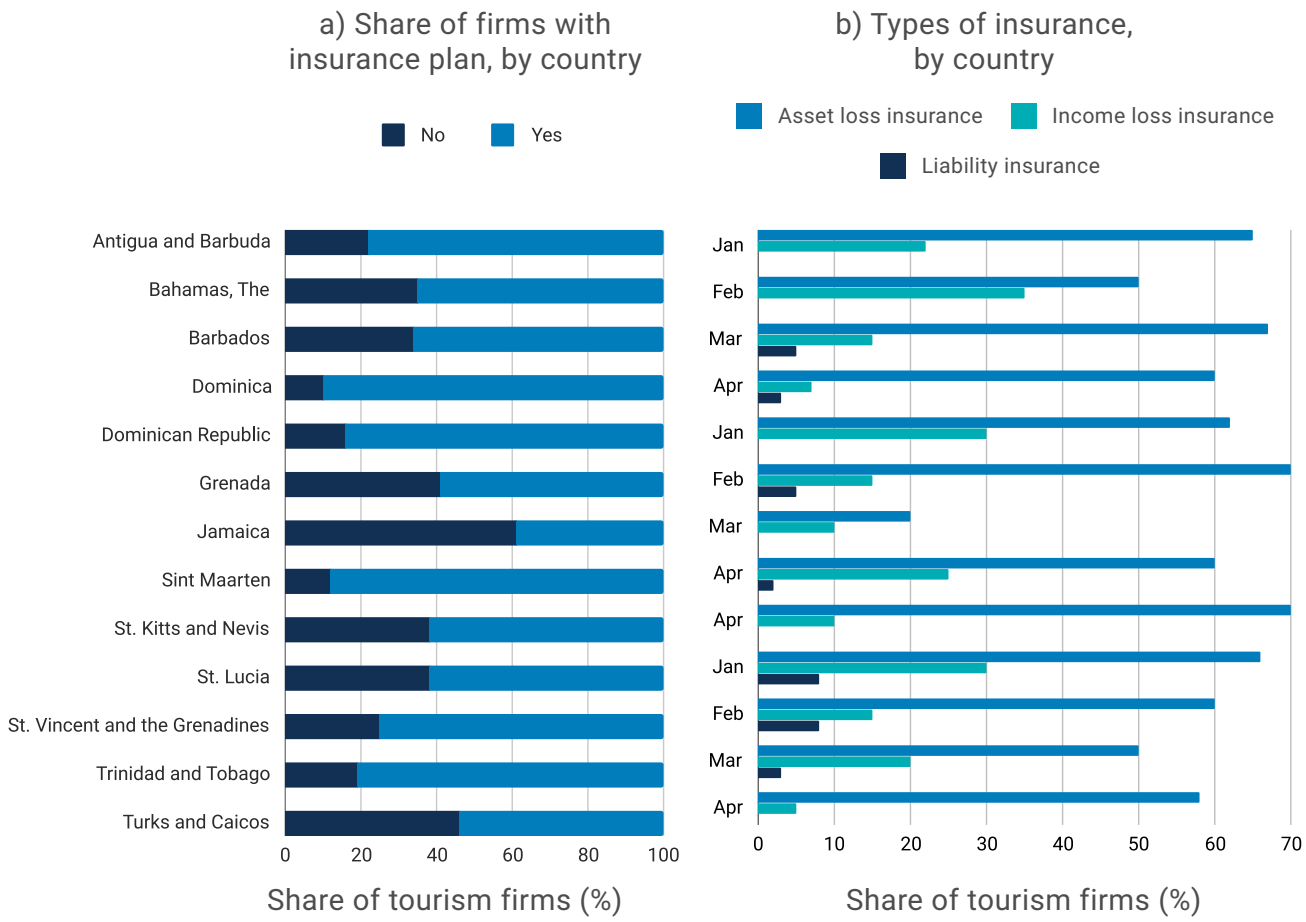 a) Share of firms with
insurance plan, by country
No Yes
Antigua and Barbuda
Bahamas, The
Barbados
Dominica
Dominican Republic
Grenada
Jamaica
Sint Maarten
St. Kitts and Nevis
St. Lucia
St. Vincent and the Grenadines
Trinidad and Tobago
Turks and Caicos
0 20 40 60 80 100
Share of tourism firms (%)
b) Types of insurance,
by country
Asset loss insurance Income loss insurance
Liability insurance
Jan
Feb
Mar
Apr
Jan
Feb
Mar
Apr
Apr
Jan
Feb
Mar
Apr
0 10 20 30 40 50 60 70
Share of tourism firms (%)